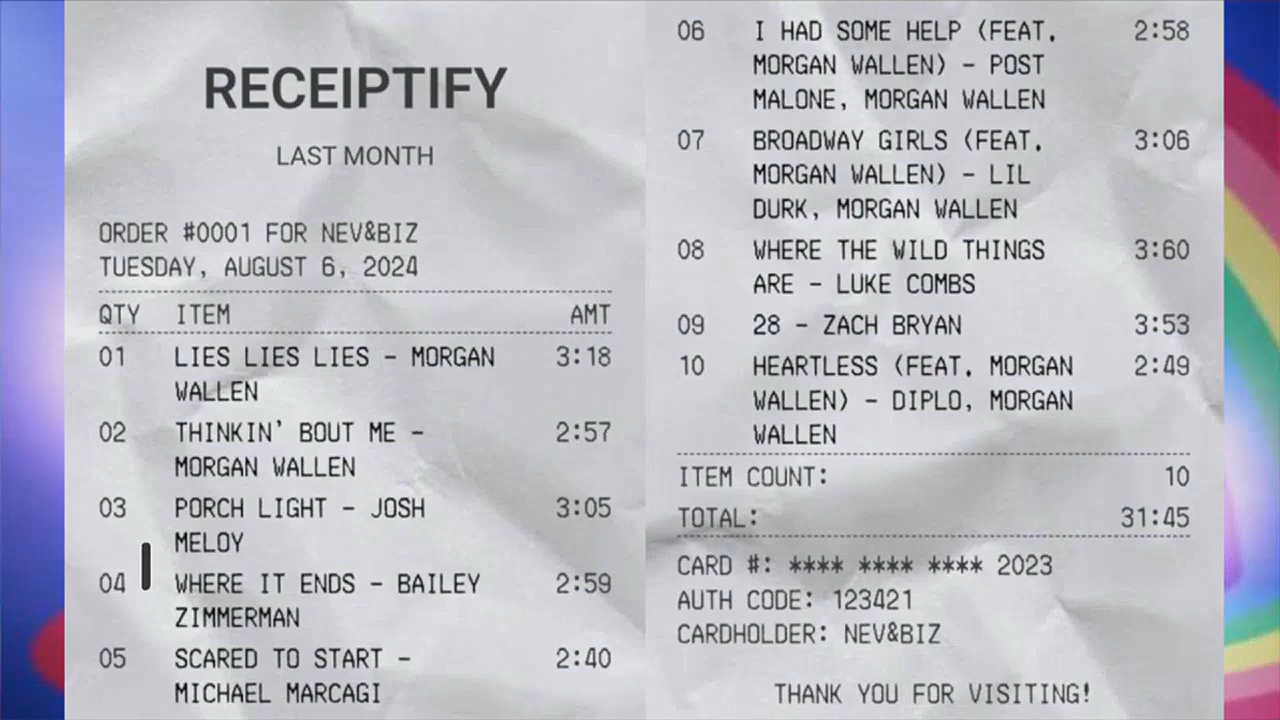 RECEIPTIFY
LAST MONTH
ORDER #0001 FOR NEV&BIZ
TUESDAY, AUGUST 6, 2024
QTY ITEM AMT
01 LIES LIES LIES - MORGAN 3:18
WALLEN
02 THINKIN' BOUT ME - 2:57
MORGAN WALLEN
03 PORCH LIGHT - JOSH 3:05
MELOY
04 WHERE IT ENDS - BAILEY 2:59
ZIMMERMAN
05 SCARED TO START - 2:40
MICHAEL MARCAGI
06 I HAD SOME HELP (FEAT. 2:58
MORGAN WALLEN) - POST
MALONE, MORGAN WALLEN
07 BROADWAY GIRLS (FEAT. 3:06
MORGAN WALLEN) - LIL
DURK, MORGAN WALLEN
08 WHERE THE WILD THINGS 3:60
ARE - LUKE COMBS
09 28 - ZACH BRYAN 3:53
10 HEARTLESS (FEAT. MORGAN 2:49
WALLEN) - DIPLO, MORGAN
WALLEN
ITEM COUNT: 10
TOTAL: 31:45
CARD #: **** **** **** 2023
AUTH CODE: 123421
CARDHOLDER: NEV&BIZ
THANK YOU FOR VISITING!